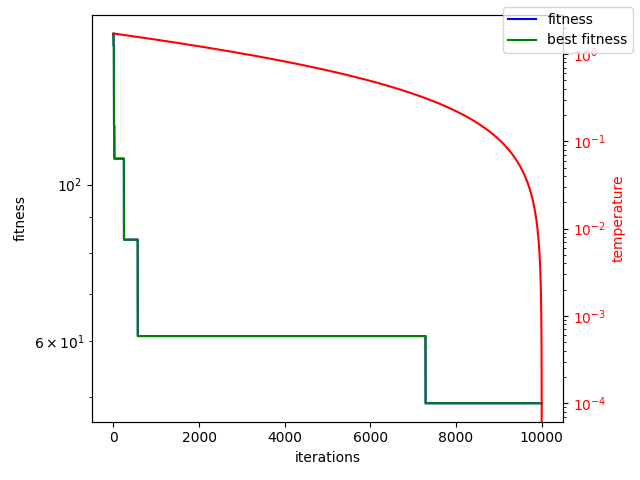 fitness
best fitness
10^0
10^-1
10^-2
10^-3
10^-4
temperature
10^2
6 × 10^1
fitness
0 2000 4000 6000 8000 10000
iterations